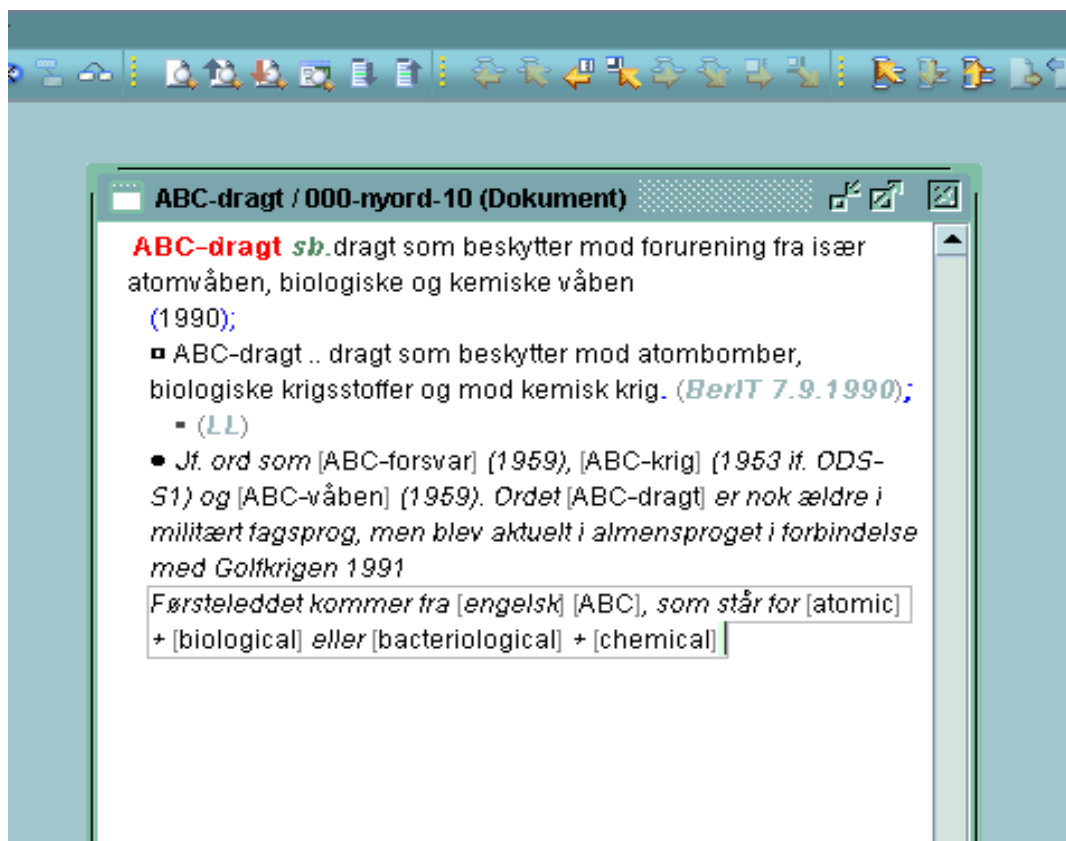 ABC-dragt / 000-nyord-10 (Dokument)
ABC-dragt sb. dragt som beskytter mod forurening fra især
atomvåben, biologiske og kemiske våben
(1990);
¤ ABC-dragt .. dragt som beskytter mod atombomber,
biologiske krigsstoffer og mod kemisk krig. (BerlT 7.9.1990);
- (LL)
● Jf. ord som [ABC-forsvar] (1959), [ABC-krig] (1953 if. ODS-
S1) og [ABC-våben] (1959). Ordet [ABC-dragt] er nok ældre i
militært fagsprog, men blev aktuelt i almensproget i forbindelse
med Golfkrigen 1991
Førsteleddet kommer fra [engelsk] [ABC], som står for [atomic]
+ [biological] eller [bacteriological] + [chemical]